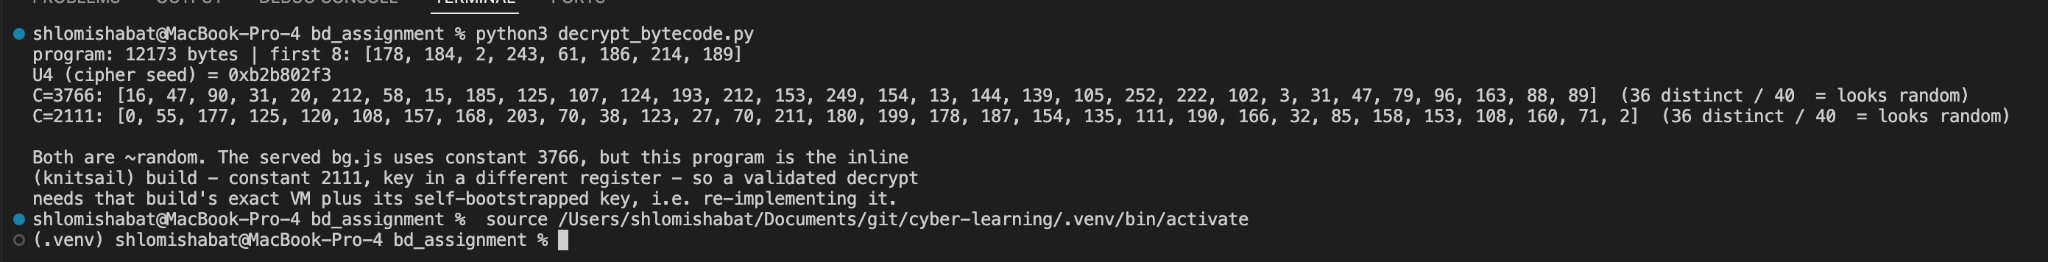 PROBLEMS OUTPUT DEBUG CONSOLE TERMINAL PORTS
shlomishabat@MacBook-Pro-4 bd_assignment % python3 decrypt_bytecode.py
program: 12173 bytes | first 8: [178, 184, 2, 243, 61, 186, 214, 189]
U4 (cipher seed) = 0xb2b802f3
C=3766: [16, 47, 90, 31, 20, 212, 58, 15, 185, 125, 107, 124, 193, 212, 153, 249, 154, 13, 144, 139, 105, 252, 222, 102, 3, 31, 47, 79, 96, 163, 88, 89]  (36 distinct / 40  = looks random)
C=2111: [0, 55, 177, 125, 120, 108, 157, 168, 203, 70, 38, 123, 27, 70, 211, 180, 199, 178, 187, 154, 135, 111, 190, 166, 32, 85, 158, 153, 108, 160, 71, 2]  (36 distinct / 40  = looks random)
Both are ~random. The served bg.js uses constant 3766, but this program is the inline
(knitsail) build - constant 2111, key in a different register - so a validated decrypt
needs that build's exact VM plus its self-bootstrapped key, i.e. re-implementing it.
shlomishabat@MacBook-Pro-4 bd_assignment %  source /Users/shlomishabat/Documents/git/cyber-learning/.venv/bin/activate
(.venv) shlomishabat@MacBook-Pro-4 bd_assignment %